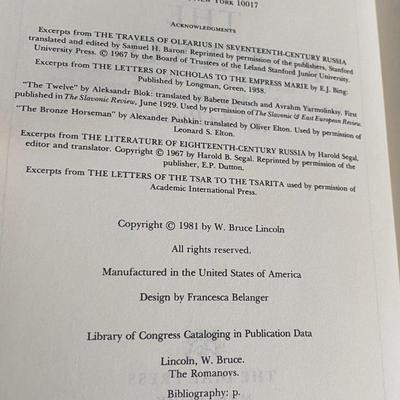 YORK 10017
ACKNOWLEDGMENTS
Excerpts from THE TRAVELS OF OLEARIUS IN SEVENTEENTH-CENTURY RUSSIA
translated and edited by Samuel H. Baron: Reprinted by permission of the publishers, Stanford
University Press. © 1967 by the Board of Trustees of the Leland Stanford Junior University.
Excerpts from THE LETTERS OF NICHOLAS TO THE EMPRESS MARIE by E.J. Bing:
Published by Longman, Green, 1938.
"The Twelve" by Aleksandr Blok: translated by Babette Deutsch and Avrahm Yarmolinky. First
published in The Slavonic Review, June 1929. Used by permission of The Slavonic & East European Review.
"The Bronze Horseman" by Alexander Pushkin: translated by Oliver Elton. Used by permission of
Leonard S. Elton.
Excerpts from THE LITERATURE OF EIGHTEENTH-CENTURY RUSSIA by Harold Segal,
editor and translator. Copyright © 1967 by Harold B. Segal. Reprinted by permission of the
publisher, E.P. Dutton.
Excerpts from THE LETTERS OF THE TSAR TO THE TSARITA used by permission of
Academic International Press.
Copyright © 1981 by W. Bruce Lincoln
All rights reserved.
Manufactured in the United States of America
Design by Francesca Belanger
Library of Congress Cataloging in Publication Data
Lincoln, W. Bruce.
The Romanovs.
Bibliography: p.